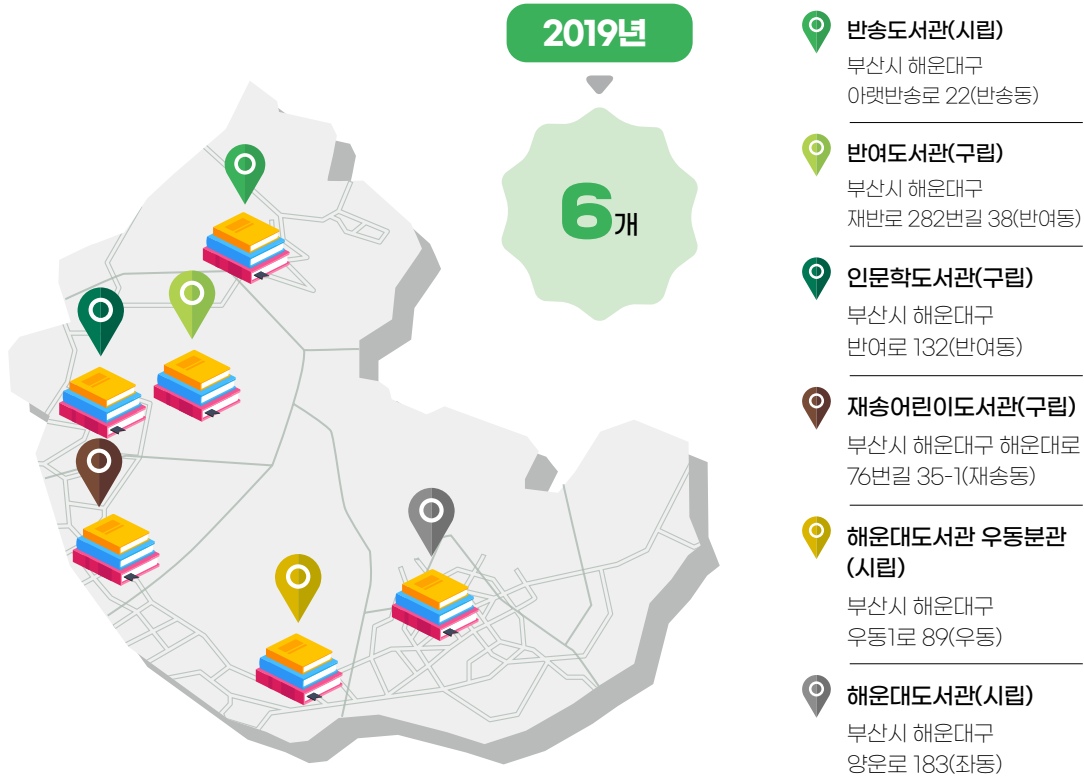 2019년
6개
반송도서관(시립)
부산시 해운대구
아랫반송로 22(반송동)
반여도서관(구립)
부산시 해운대구
재반로 282번길 38(반여동)
인문학도서관(구립)
부산시 해운대구
반여로 132(반여동)
재송어린이도서관(구립)
부산시 해운대구 해운대로
76번길 35-1(재송동)
해운대도서관 우동분관
(시립)
부산시 해운대구
우동1로 89(우동)
해운대도서관(시립)
부산시 해운대구
양운로 183(좌동)